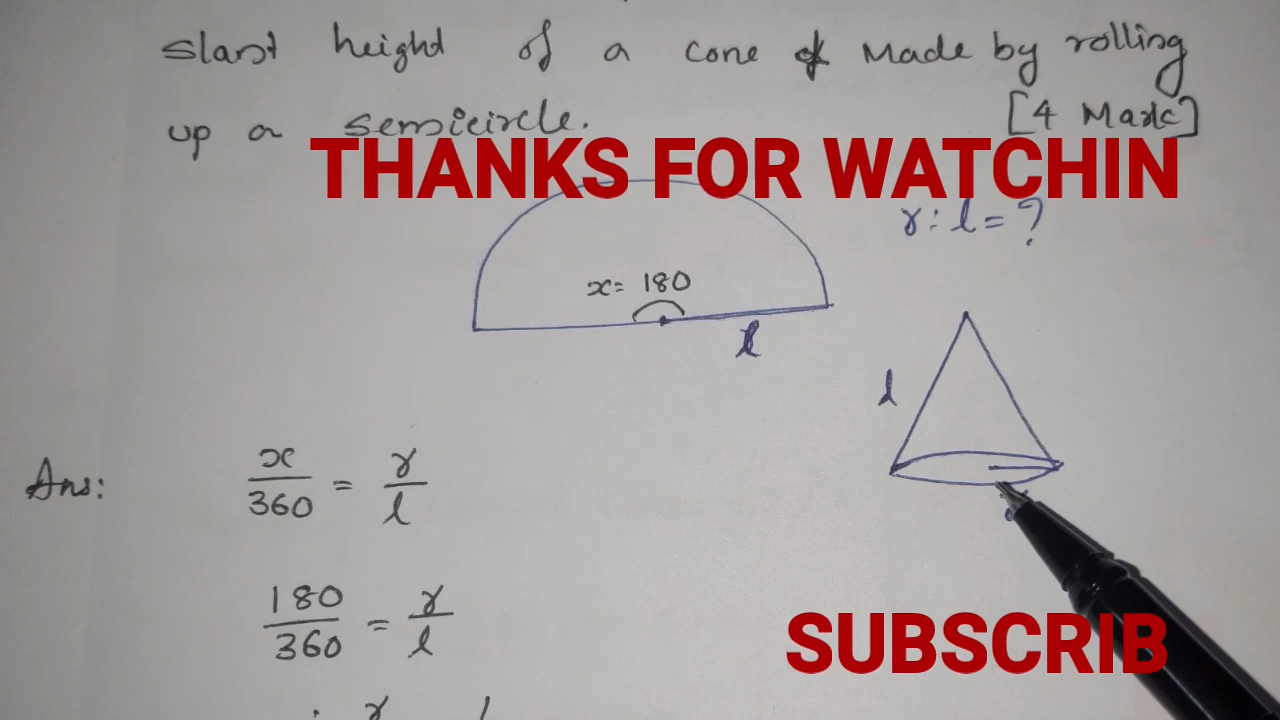 slant height of a cone of Made by rolling
up a semicircle. [4 Mark]
THANKS FOR WATCHIN
r : l = ?
x = 180
l
l
Ans: x/360 = r/l
180/360 = r/l
SUBSCRIB